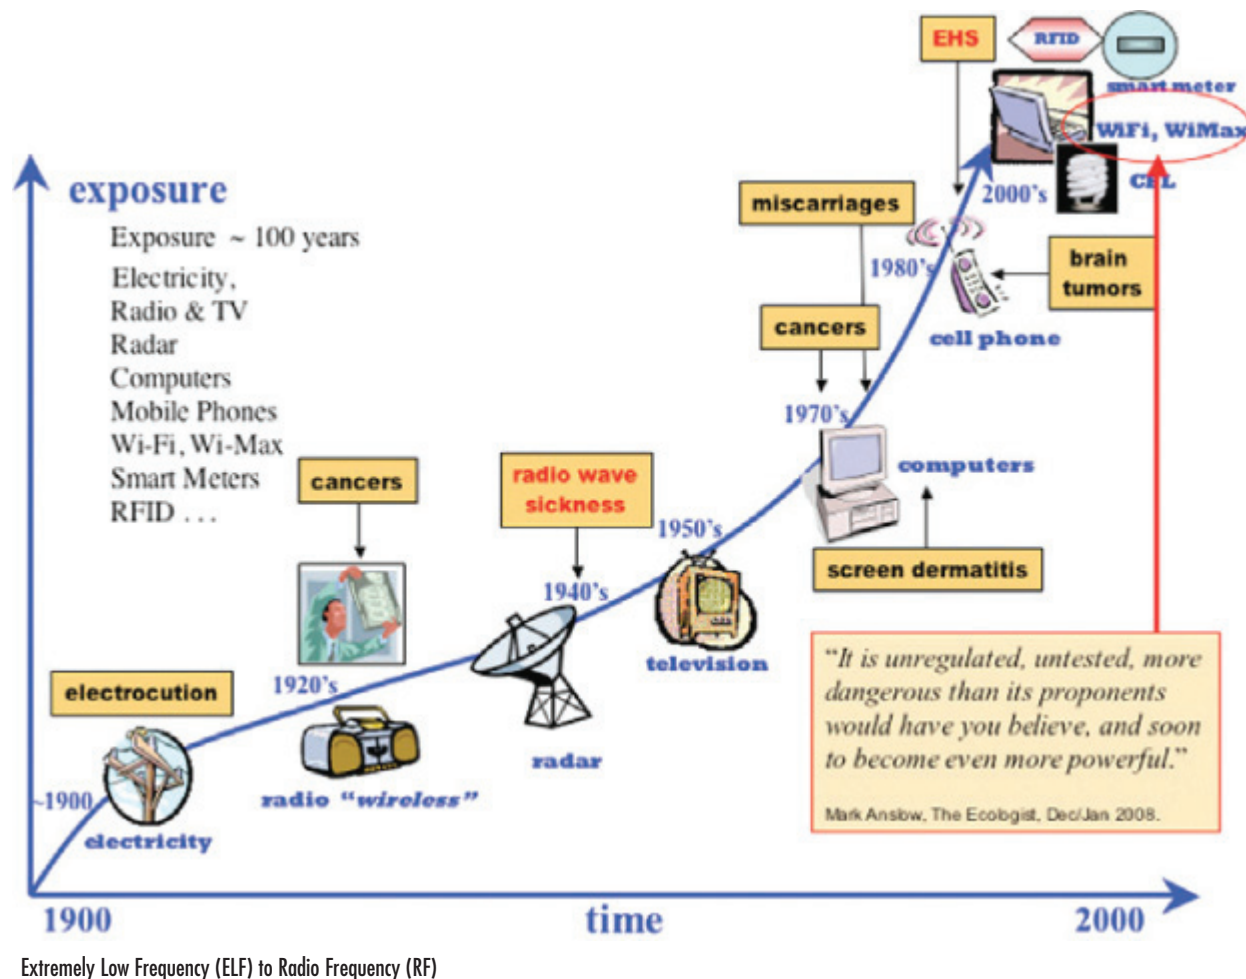 EHS
RFID
smart meter
WiFi, WiMax
CFL
2000's
exposure
Exposure ~ 100 years
Electricity,
Radio & TV
Radar
Computers
Mobile Phones
Wi-Fi, Wi-Max
Smart Meters
RFID ...
miscarriages
1980's
brain
tumors
cell phone
cancers
1970's
computers
screen dermatitis
cancers
radio wave
sickness
1950's
1940's
television
radar
electrocution
1920's
radio "wireless"
~1900
electricity
"It is unregulated, untested, more
dangerous than its proponents
would have you believe, and soon
to become even more powerful."
Mark Anslow, The Ecologist, Dec/Jan 2008.
1900
time
2000
Extremely Low Frequency (ELF) to Radio Frequency (RF)